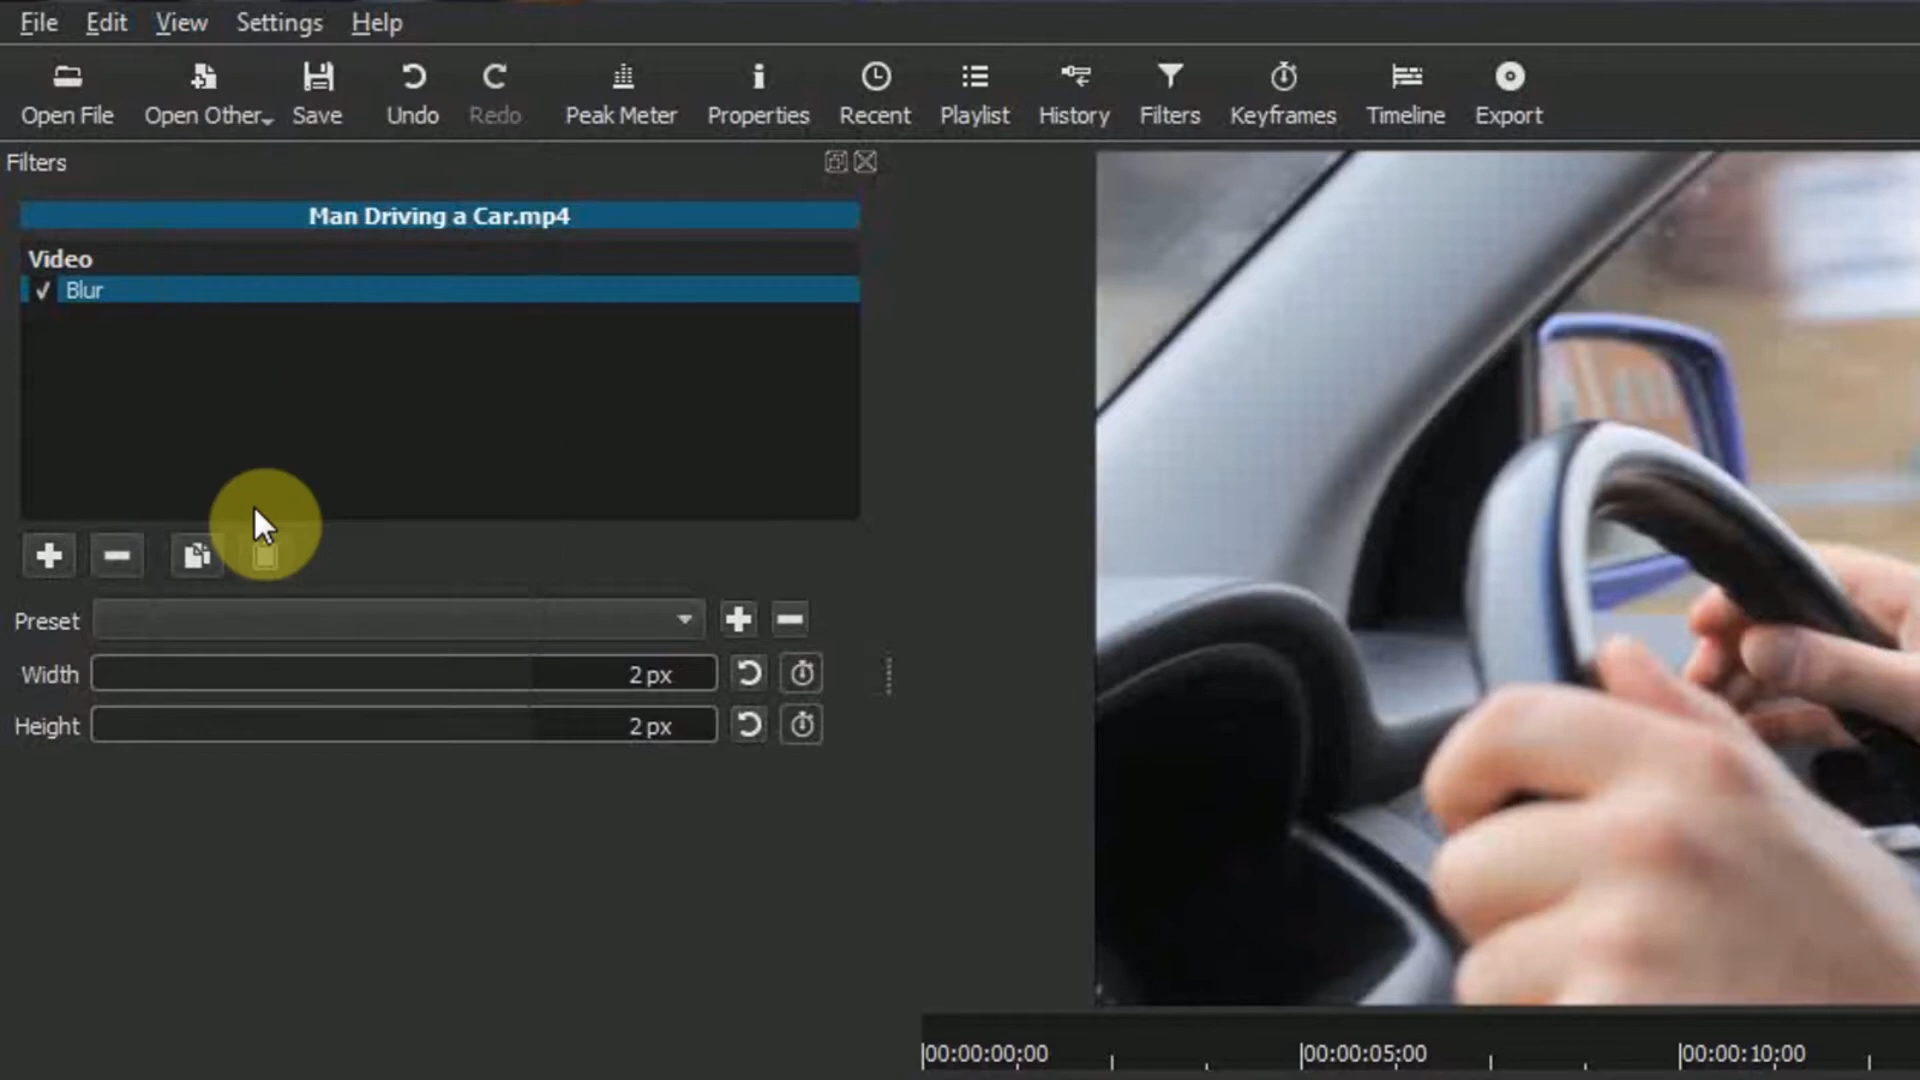 File Edit View Settings Help
Open File Open Other Save Undo Redo Peak Meter Properties Recent Playlist History Filters Keyframes Timeline Export
Filters
Man Driving a Car.mp4
Video
✓ Blur
Preset
Width 2 px
Height 2 px
00:00:00:00 00:00:05:00 00:00:10:00